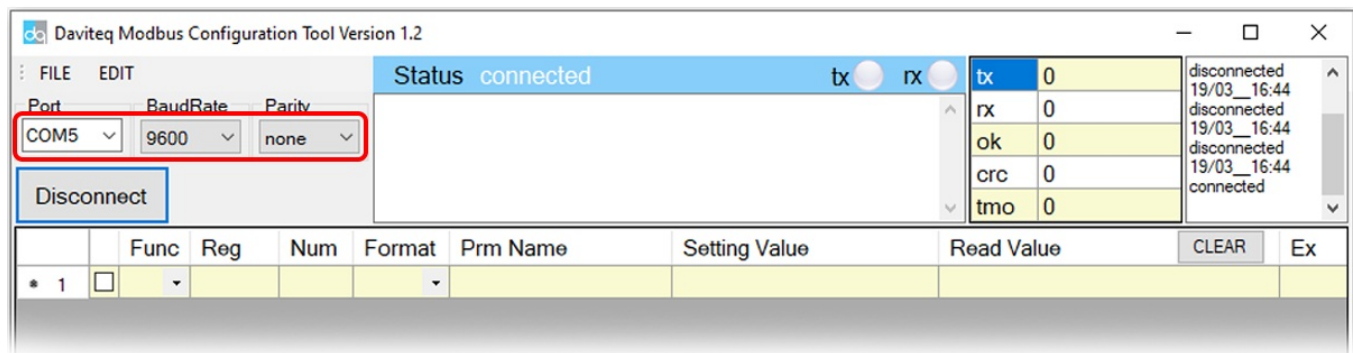 dq Daviteq Modbus Configuration Tool Version 1.2
FILE EDIT
Status connected tx rx
Port BaudRate Parity
COM5 9600 none
Disconnect
tx 0
rx 0
ok 0
crc 0
tmo 0
disconnected
19/03__16:44
disconnected
19/03__16:44
disconnected
19/03__16:44
connected
Func Reg Num Format Prm Name Setting Value Read Value CLEAR Ex
* 1